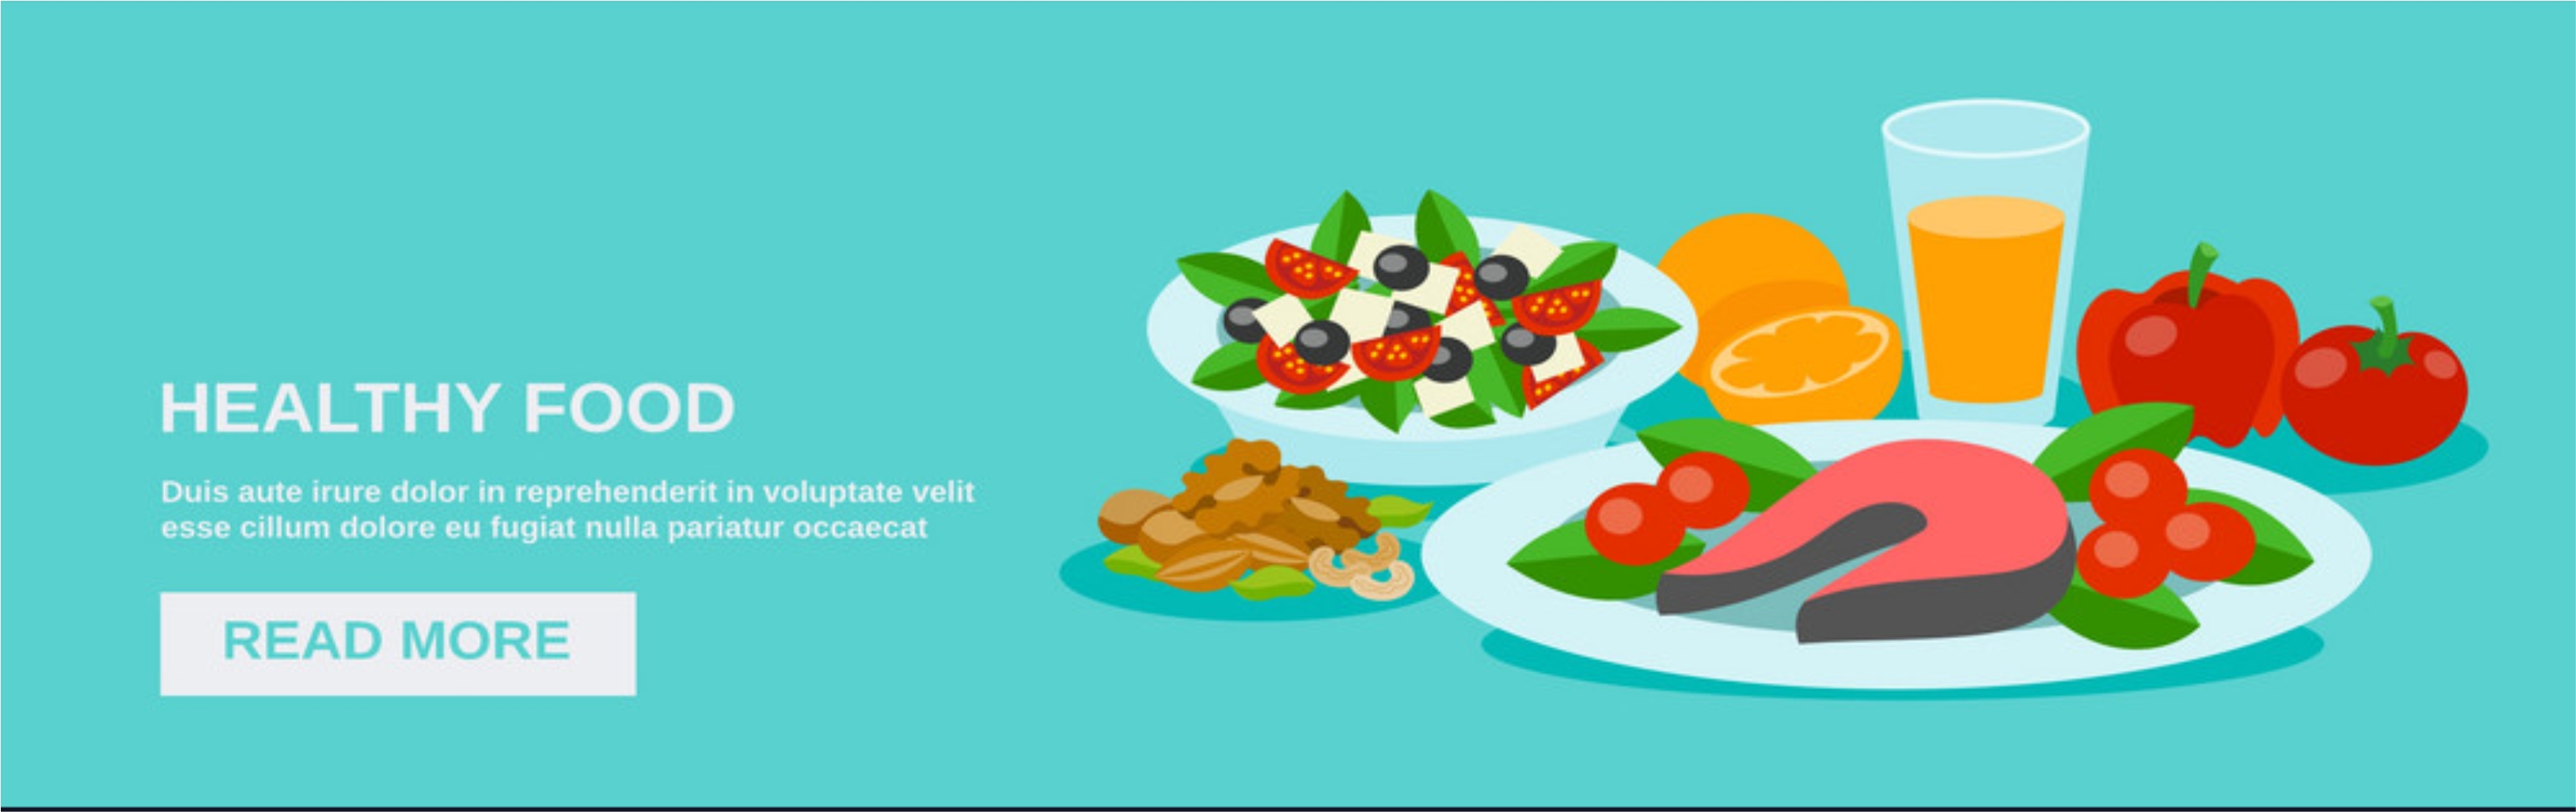 HEALTHY FOOD
Duis aute irure dolor in reprehenderit in voluptate velit
esse cillum dolore eu fugiat nulla pariatur occaecat
READ MORE